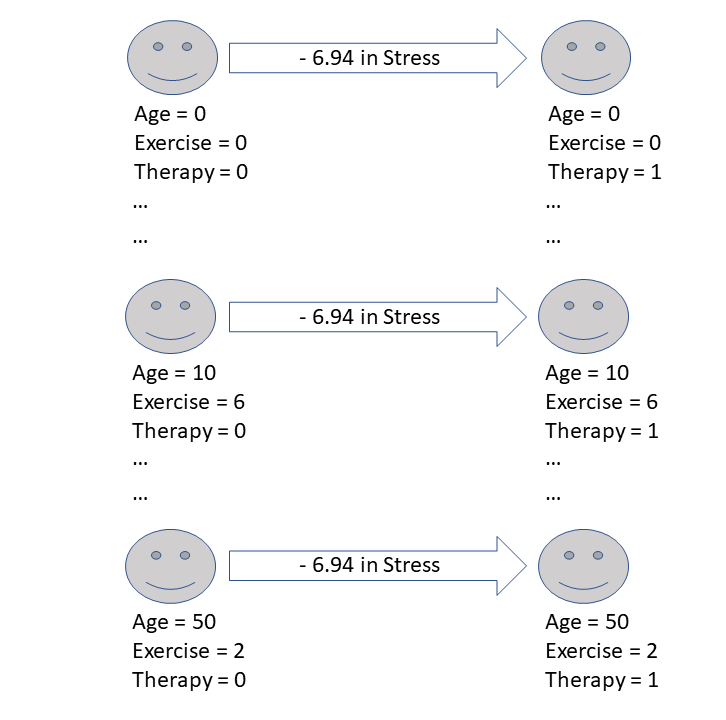 - 6.94 in Stress
Age = 0
Exercise = 0
Therapy = 0
...
...
Age = 0
Exercise = 0
Therapy = 1
...
...
- 6.94 in Stress
Age = 10
Exercise = 6
Therapy = 0
...
...
Age = 10
Exercise = 6
Therapy = 1
...
...
- 6.94 in Stress
Age = 50
Exercise = 2
Therapy = 0
Age = 50
Exercise = 2
Therapy = 1